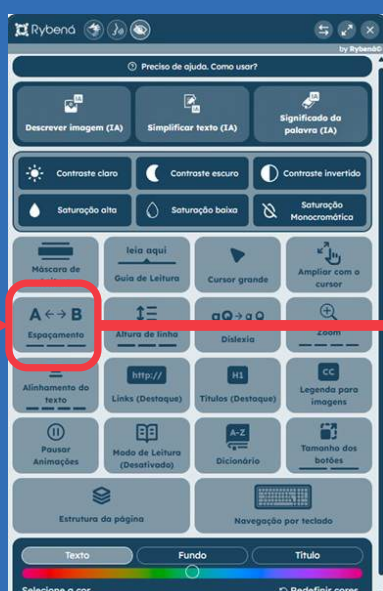 Rybená
by Rybená©
Preciso de ajuda. Como usar?
IA IA IA
Descrever imagem (IA) Simplificar texto (IA) Significado da
palavra (IA)
Contraste claro Contraste escuro Contraste invertido
Saturação alta Saturação baixa Saturação
Monocromática
leia aqui
Máscara de Guia de Leitura Cursor grande Ampliar com o
cursor
A ↔ B
Espaçamento Altura de linha Dislexia Zoom
http:// H1 CC
Alinhamento do
texto Links (Destaque) Títulos (Destaque) Legenda para
imagens
A-Z
Pausar
Animações Modo de Leitura
(Desativado) Dicionário Tamanho dos
botões
Estrutura da página Navegação por teclado
Texto Fundo Título
Selecione a cor Redefinir cores